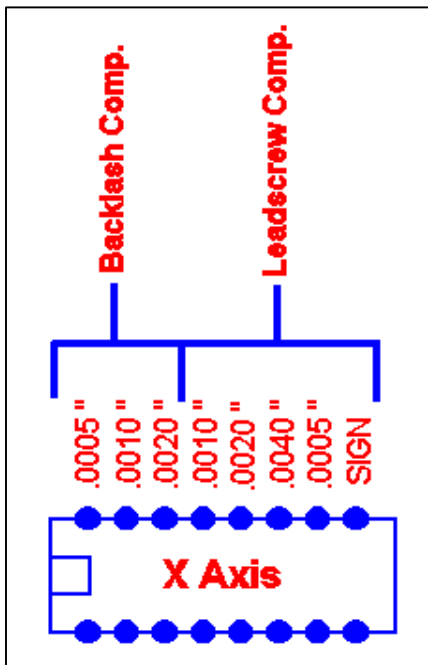 Backlash Comp.
Leadscrew Comp.
.0005"
.0010"
.0020"
.0010"
.0020"
.0040"
.0005"
SIGN
X Axis